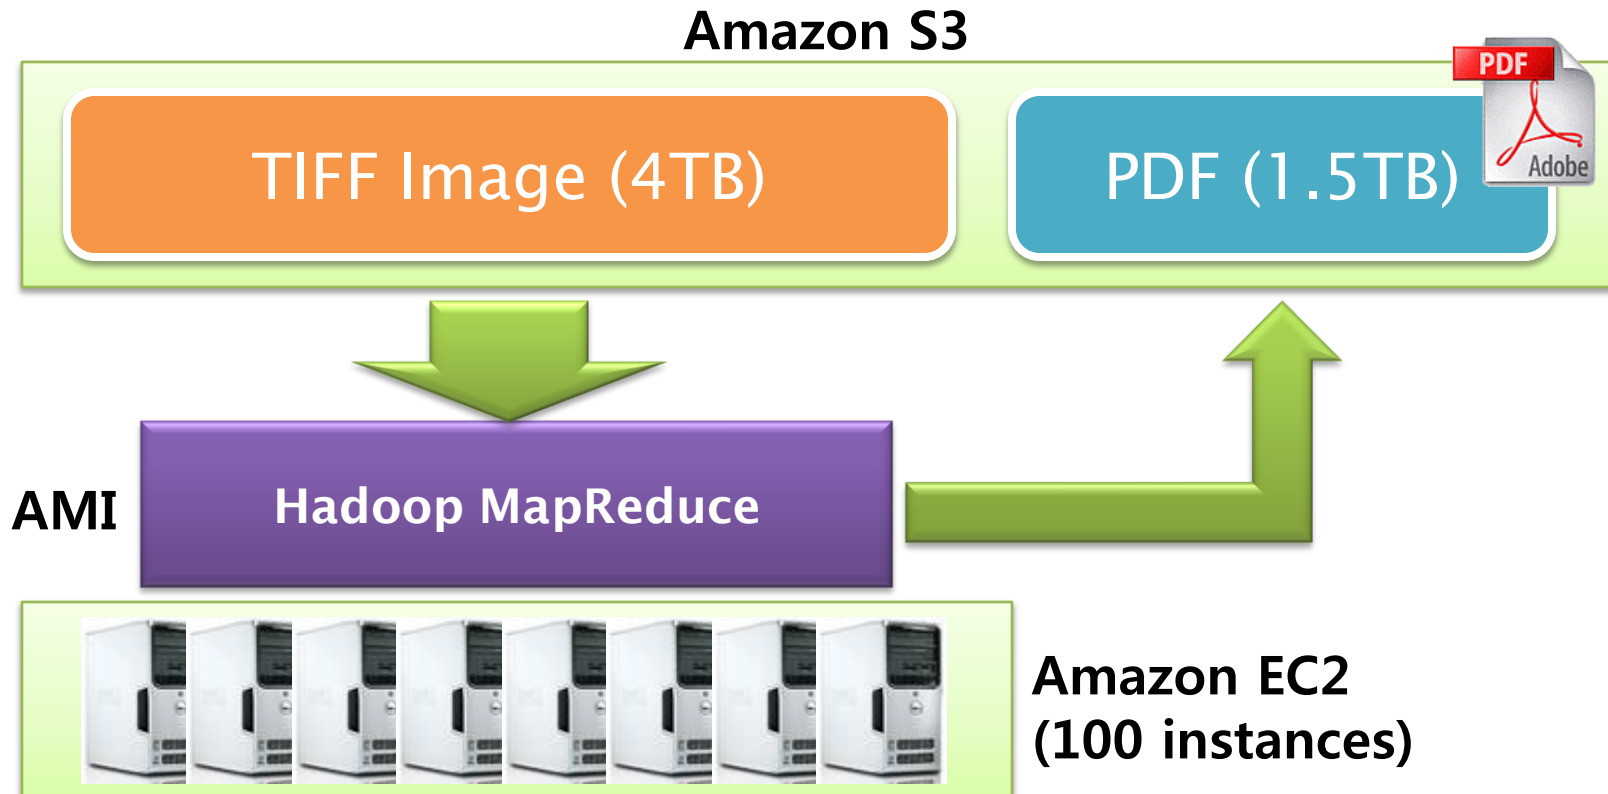 Amazon S3
TIFF Image (4TB)
PDF (1.5TB)
PDF
Adobe
AMI
Hadoop MapReduce
Amazon EC2
(100 instances)